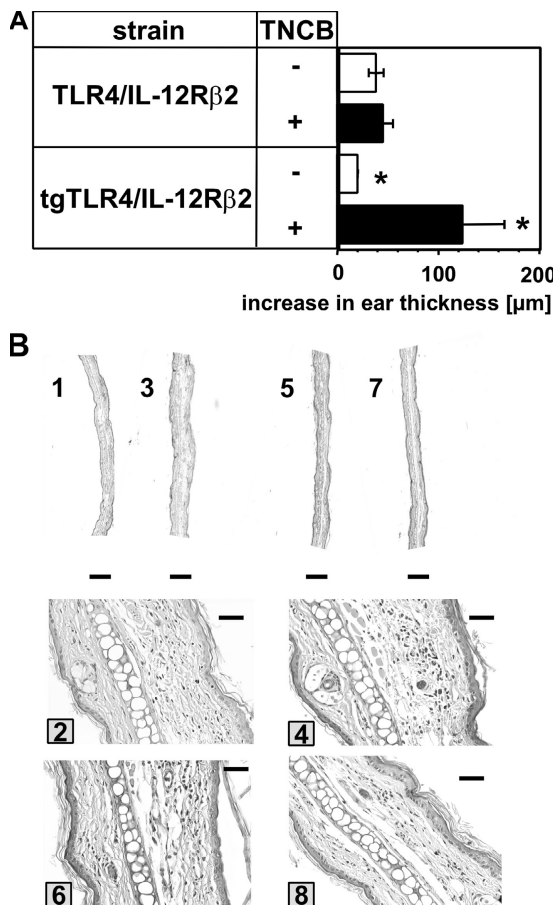 A
strain TNCB
TLR4/IL-12Rβ2
-
+
tgTLR4/IL-12Rβ2
-
*
+
*
0 100 200
increase in ear thickness [µm]
B
1 3 5 7
2 4
6 8